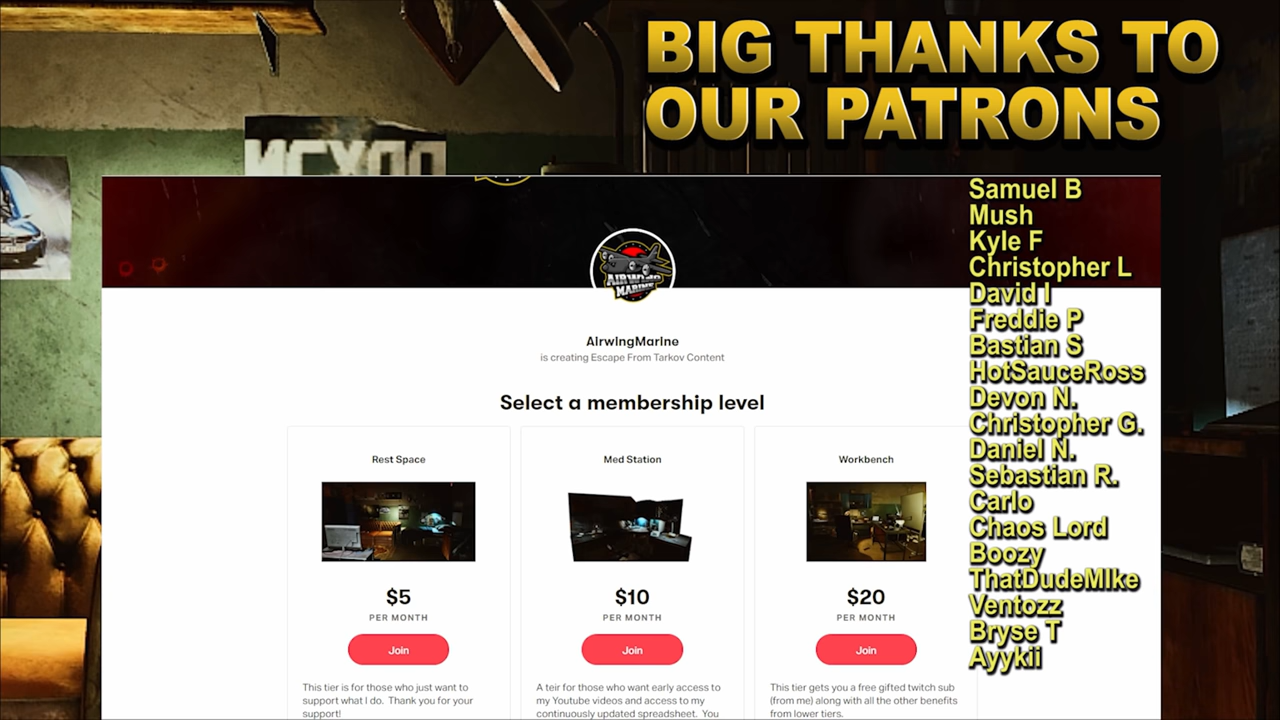 BIG THANKS TO
OUR PATRONS
AIRWING
MARINE
AirwingMarine
is creating Escape From Tarkov Content
Select a membership level
Rest Space
$5
PER MONTH
Join
This tier is for those who just want to
support what I do. Thank you for your
support!
Med Station
$10
PER MONTH
Join
A teir for those who want early access to
my Youtube videos and access to my
continuously updated spreadsheet. You
Workbench
$20
PER MONTH
Join
This tier gets you a free gifted twitch sub
(from me) along with all the other benefits
from lower tiers.
Samuel B
Mush
Kyle F
Christopher L
David I
Freddie P
Bastian S
HotSauceRoss
Devon N.
Christopher G.
Daniel N.
Sebastian R.
Carlo
Chaos Lord
Boozy
ThatDudeMIke
Ventozz
Bryse T
Ayykii